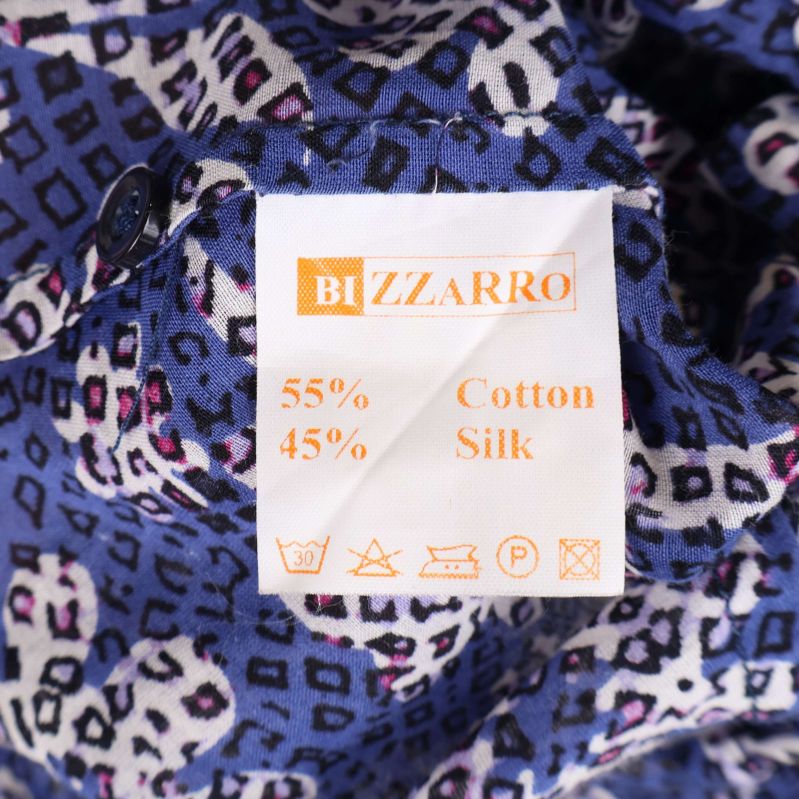 BIZZARRO
55% Cotton
45% Silk
30 P